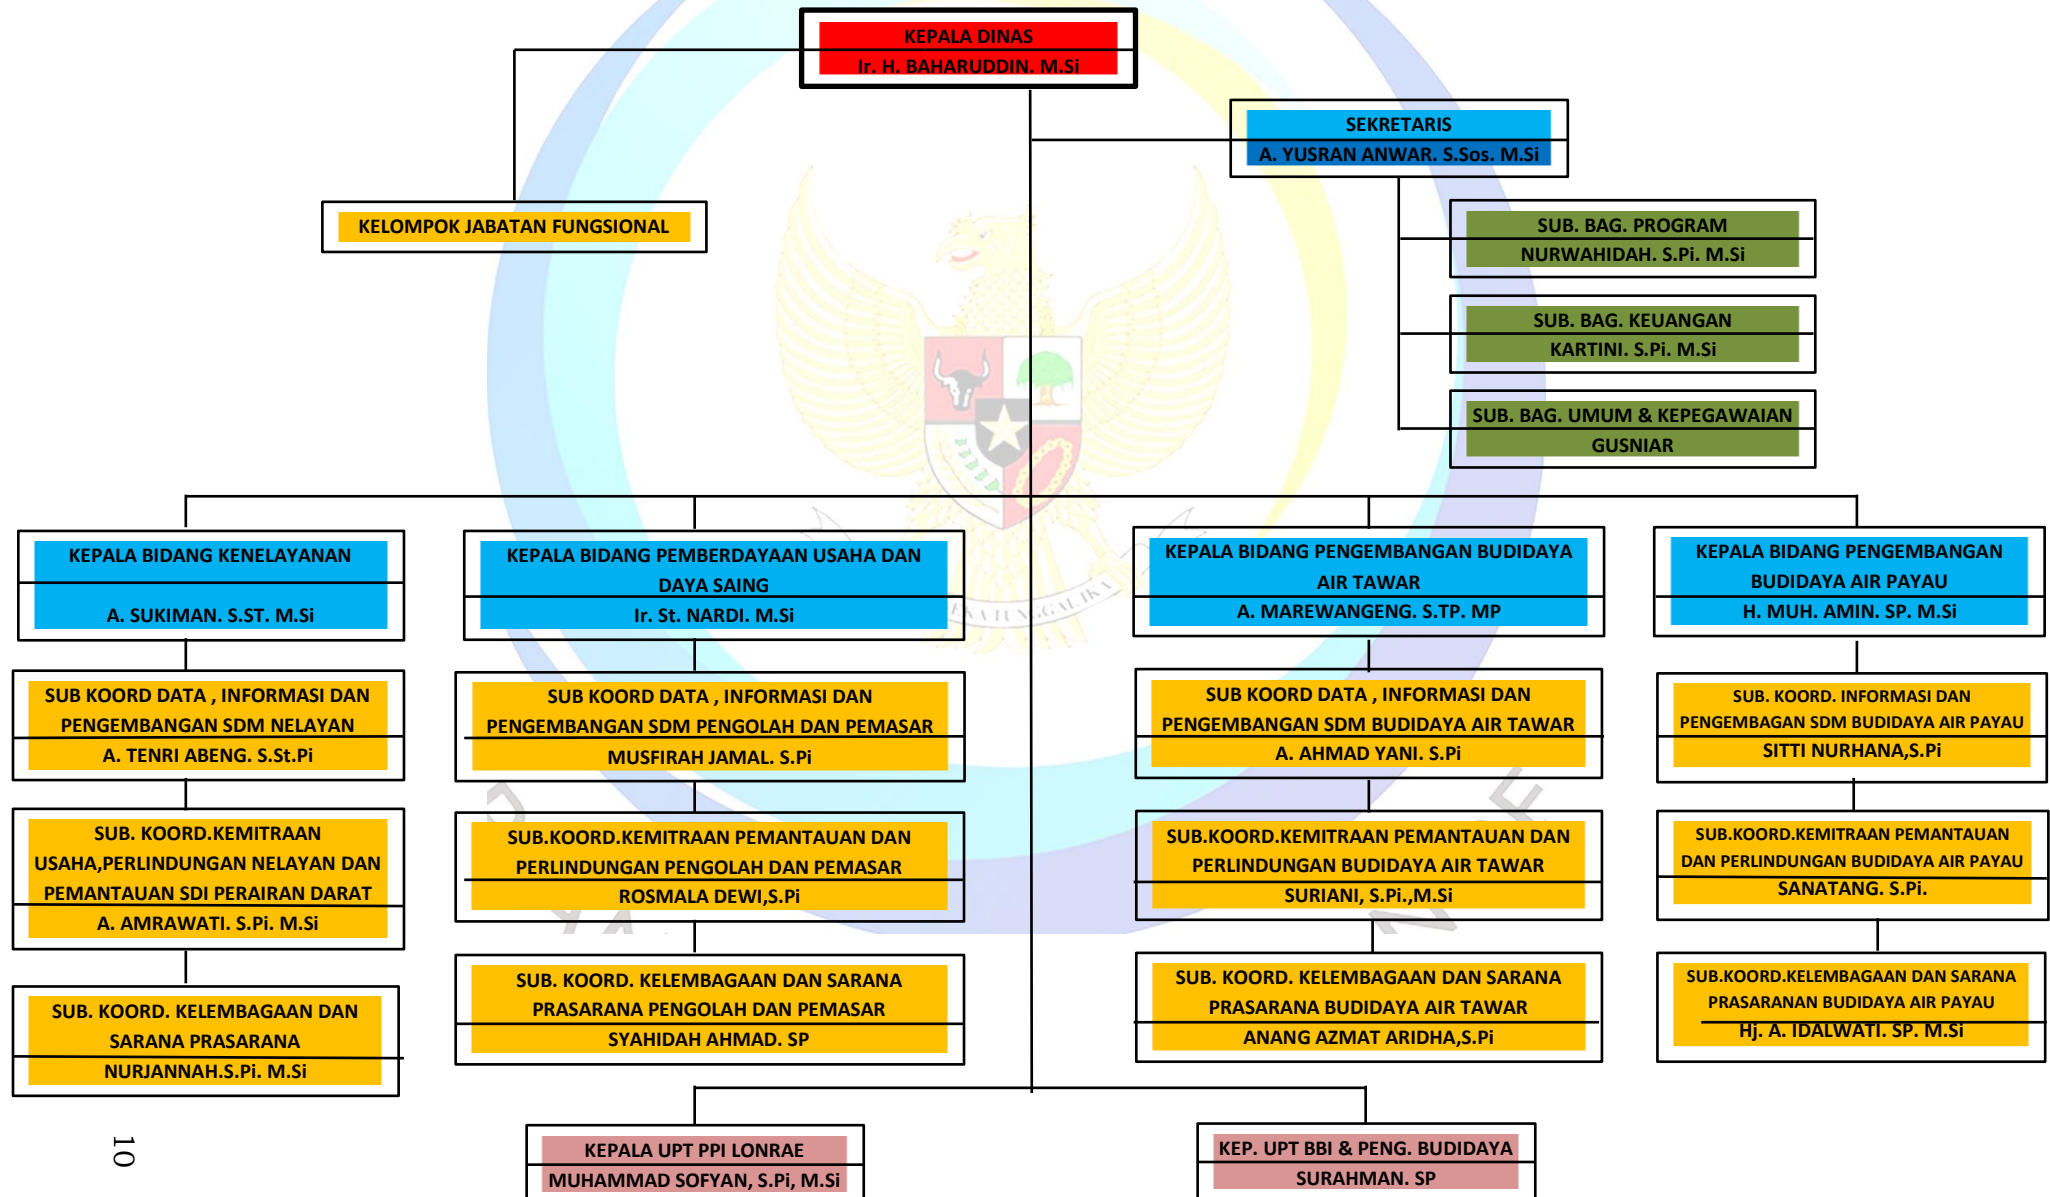 KEPALA DINAS
Ir. H. BAHARUDDIN. M.Si
SEKRETARIS
A. YUSRAN ANWAR. S.Sos. M.Si
KELOMPOK JABATAN FUNGSIONAL
SUB. BAG. PROGRAM
NURWAHIDAH. S.Pi. M.Si
SUB. BAG. KEUANGAN
KARTINI. S.Pi. M.Si
SUB. BAG. UMUM & KEPEGAWAIAN
GUSNIAR
KEPALA BIDANG KENELAYANAN
A. SUKIMAN. S.ST. M.Si
KEPALA BIDANG PEMBERDAYAAN USAHA DAN
DAYA SAING
Ir. St. NARDI. M.Si
KEPALA BIDANG PENGEMBANGAN BUDIDAYA
AIR TAWAR
A. MAREWANGENG. S.TP. MP
KEPALA BIDANG PENGEMBANGAN
BUDIDAYA AIR PAYAU
H. MUH. AMIN. SP. M.Si
SUB KOORD DATA , INFORMASI DAN
PENGEMBANGAN SDM NELAYAN
A. TENRI ABENG. S.St.Pi
SUB KOORD DATA , INFORMASI DAN
PENGEMBANGAN SDM PENGOLAH DAN PEMASAR
MUSFIRAH JAMAL. S.Pi
SUB KOORD DATA , INFORMASI DAN
PENGEMBANGAN SDM BUDIDAYA AIR TAWAR
A. AHMAD YANI. S.Pi
SUB. KOORD. INFORMASI DAN
PENGEMBAGAN SDM BUDIDAYA AIR PAYAU
SITTI NURHANA,S.Pi
SUB. KOORD.KEMITRAAN
USAHA,PERLINDUNGAN NELAYAN DAN
PEMANTAUAN SDI PERAIRAN DARAT
A. AMRAWATI. S.Pi. M.Si
SUB.KOORD.KEMITRAAN PEMANTAUAN DAN
PERLINDUNGAN PENGOLAH DAN PEMASAR
ROSMALA DEWI,S.Pi
SUB.KOORD.KEMITRAAN PEMANTAUAN DAN
PERLINDUNGAN BUDIDAYA AIR TAWAR
SURIANI, S.Pi.,M.Si
SUB.KOORD.KEMITRAAN PEMANTAUAN
DAN PERLINDUNGAN BUDIDAYA AIR PAYAU
SANATANG. S.Pi.
SUB. KOORD. KELEMBAGAAN DAN
SARANA PRASARANA
NURJANNAH.S.Pi. M.Si
SUB. KOORD. KELEMBAGAAN DAN SARANA
PRASARANA PENGOLAH DAN PEMASAR
SYAHIDAH AHMAD. SP
SUB. KOORD. KELEMBAGAAN DAN SARANA
PRASARANA BUDIDAYA AIR TAWAR
ANANG AZMAT ARIDHA,S.Pi
SUB.KOORD.KELEMBAGAAN DAN SARANA
PRASARANAN BUDIDAYA AIR PAYAU
Hj. A. IDALWATI. SP. M.Si
KEPALA UPT PPI LONRAE
MUHAMMAD SOFYAN, S.Pi, M.Si
KEP. UPT BBI & PENG. BUDIDAYA
SURAHMAN. SP
10